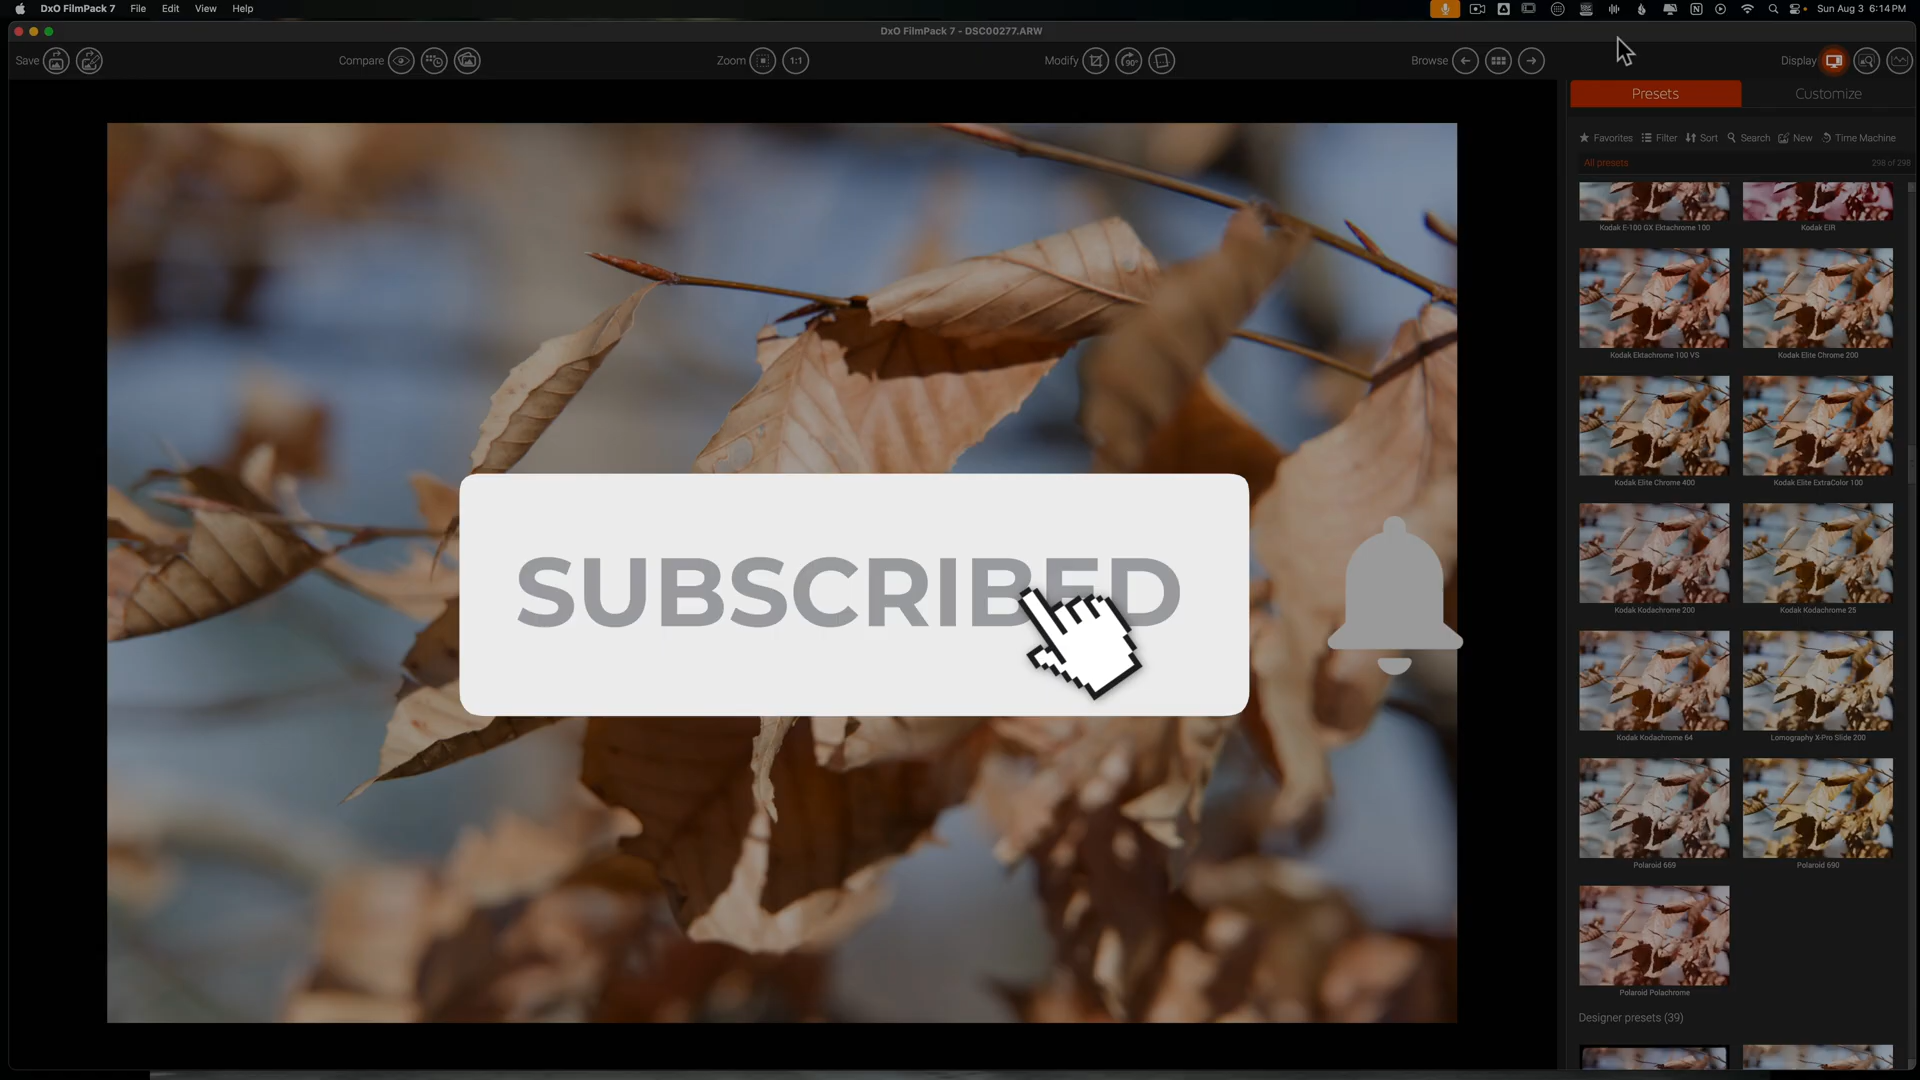 DxO FilmPack 7 File Edit View Help Sun Aug 3 6:14 PM
DxO FilmPack 7 - DSC00277.ARW
Save Compare Zoom 1:1 Modify 90° Browse Display
Presets Customize
Favorites Filter Sort Search New Time Machine
All presets 298 of 298
Kodak E-100 GX Ektachrome 100 Kodak EIR
Kodak Ektachrome 100 VS Kodak Elite Chrome 200
Kodak Elite Chrome 400 Kodak Elite ExtraColor 100
SUBSCRIBED
Kodak Kodachrome 200 Kodak Kodachrome 25
Kodak Kodachrome 64 Lomography X-Pro Slide 200
Polaroid 669 Polaroid 690
Polaroid Polachrome
Designer presets (39)